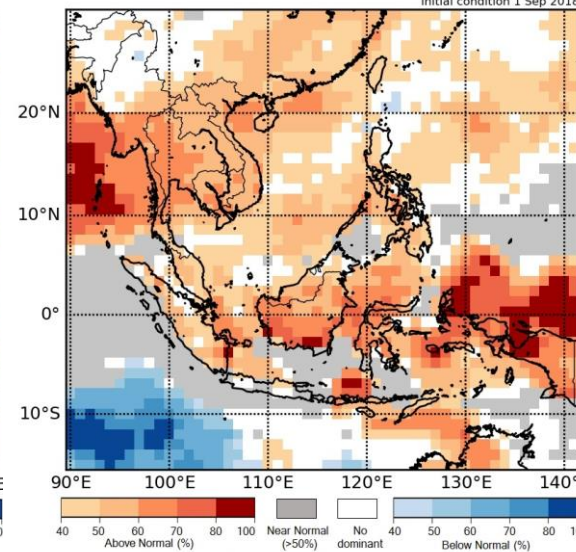 Initial condition 1 Sep 2018
20°N
10°N
0°
10°S
90°E 100°E 110°E 120°E 130°E 140°
40 50 60 70 80 100
Above Normal (%)
Near Normal
(>50%)
No
dominant
40 50 60 70 80 1
Below Normal (%)